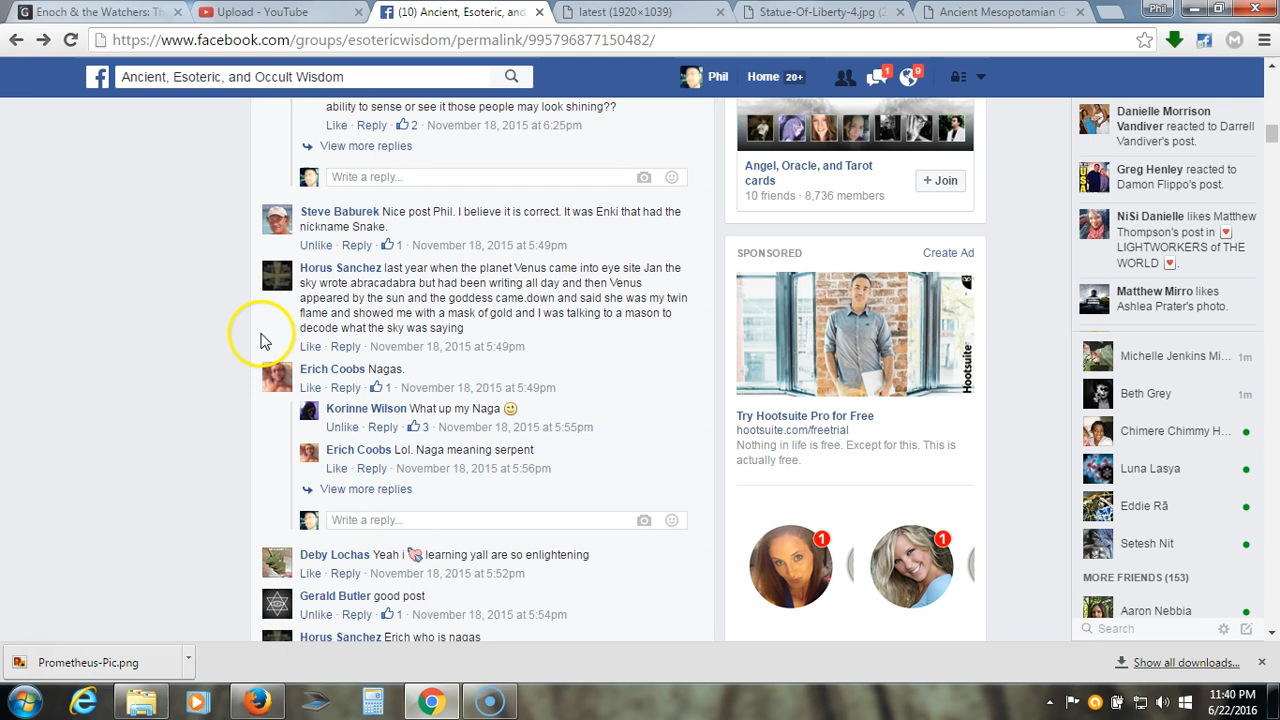 Enoch & the Watchers: Th
Upload - YouTube
(10) Ancient, Esoteric, and
latest (1920×1039)
Statue-Of-Liberty-4.jpg (2
Ancient Mesopotamian G
Phil
https://www.facebook.com/groups/esotericwisdom/permalink/995796877150482/
Ancient, Esoteric, and Occult Wisdom
Phil
Home 20+
1
9
ability to sense or see it those people may look shining??
Like · Reply · 2 · November 18, 2015 at 6:25pm
View more replies
Write a reply...
Steve Baburek Nice post Phil. I believe it is correct. It was Enki that had the
nickname Snake.
Unlike · Reply · 1 · November 18, 2015 at 5:49pm
Horus Sanchez last year when the planet Venus came into eye site Jan the
sky wrote abracadabra but had been writing all day and then Venus
appeared by the sun and the goddess came down and said she was my twin
flame and showed me with a mask of gold and I was talking to a mason to
decode what the sky was saying
Like · Reply · November 18, 2015 at 5:49pm
Erich Coobs Nagas.
Like · Reply · 1 · November 18, 2015 at 5:49pm
Korinne Wilson What up my Naga
Unlike · Reply · 3 · November 18, 2015 at 5:55pm
Erich Coobs Lol. Naga meaning serpent
Like · Reply · November 18, 2015 at 5:56pm
View more replies
Write a reply...
Deby Lochas Yeah i 💘 learning yall are so enlightening
Like · Reply · November 18, 2015 at 5:52pm
Gerald Butler good post
Unlike · Reply · 1 · November 18, 2015 at 5:54pm
Horus Sanchez Erich who is nagas
Angel, Oracle, and Tarot
cards
10 friends · 8,736 members
+ Join
SPONSORED
Create Ad
Hootsuite
Try Hootsuite Pro for Free
hootsuite.com/freetrial
Nothing in life is free. Except for this. This is
actually free.
1
1
Danielle Morrison
Vandiver reacted to Darrell
Vandiver's post.
Greg Henley reacted to
Damon Flippo's post.
NiSi Danielle likes Matthew
Thompson's post in
LIGHTWORKERS of THE
WORLD
.
Matthew Mirro likes
Ashlea Prater's photo.
Michelle Jenkins Mi... 1m
Beth Grey 1m
Chimere Chimmy H...
Luna Lasya
Eddie Rā
Setesh Nit
MORE FRIENDS (153)
Aaron Nebbia
Search
Prometheus-Pic.png
Show all downloads...
11:40 PM
6/22/2016